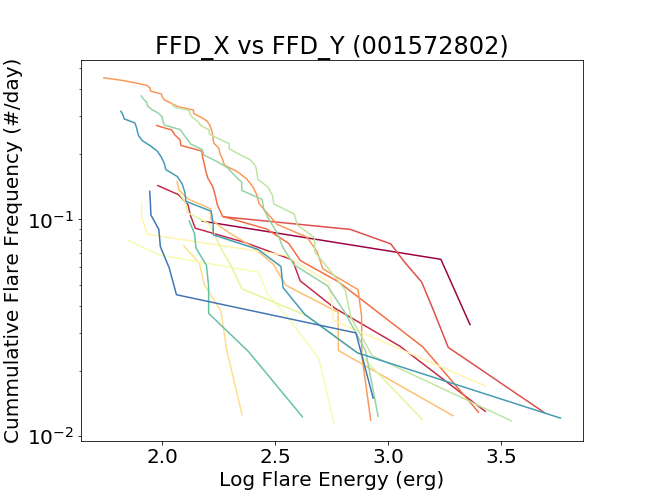 FFD_X vs FFD_Y (001572802)
Cummulative Flare Frequency (#/day)
10⁻¹
10⁻²
2.0 2.5 3.0 3.5
Log Flare Energy (erg)